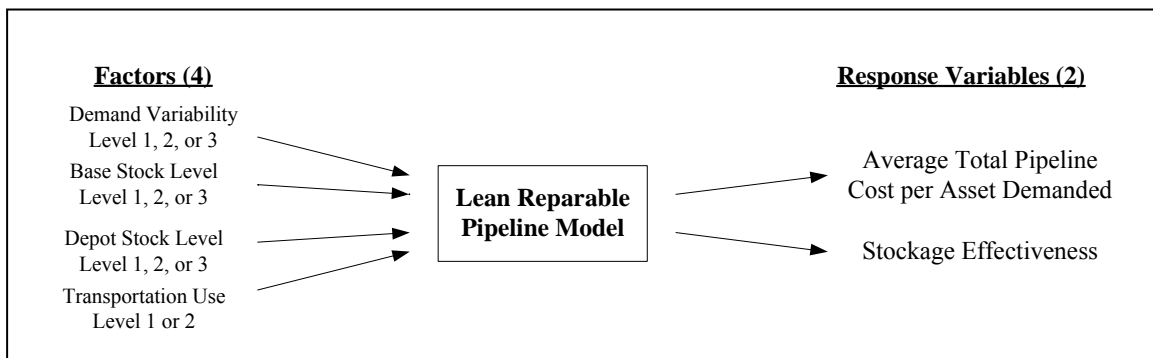 Factors (4)
Demand Variability
Level 1, 2, or 3
Base Stock Level
Level 1, 2, or 3
Depot Stock Level
Level 1, 2, or 3
Transportation Use
Level 1 or 2
Lean Reparable
Pipeline Model
Response Variables (2)
Average Total Pipeline
Cost per Asset Demanded
Stockage Effectiveness